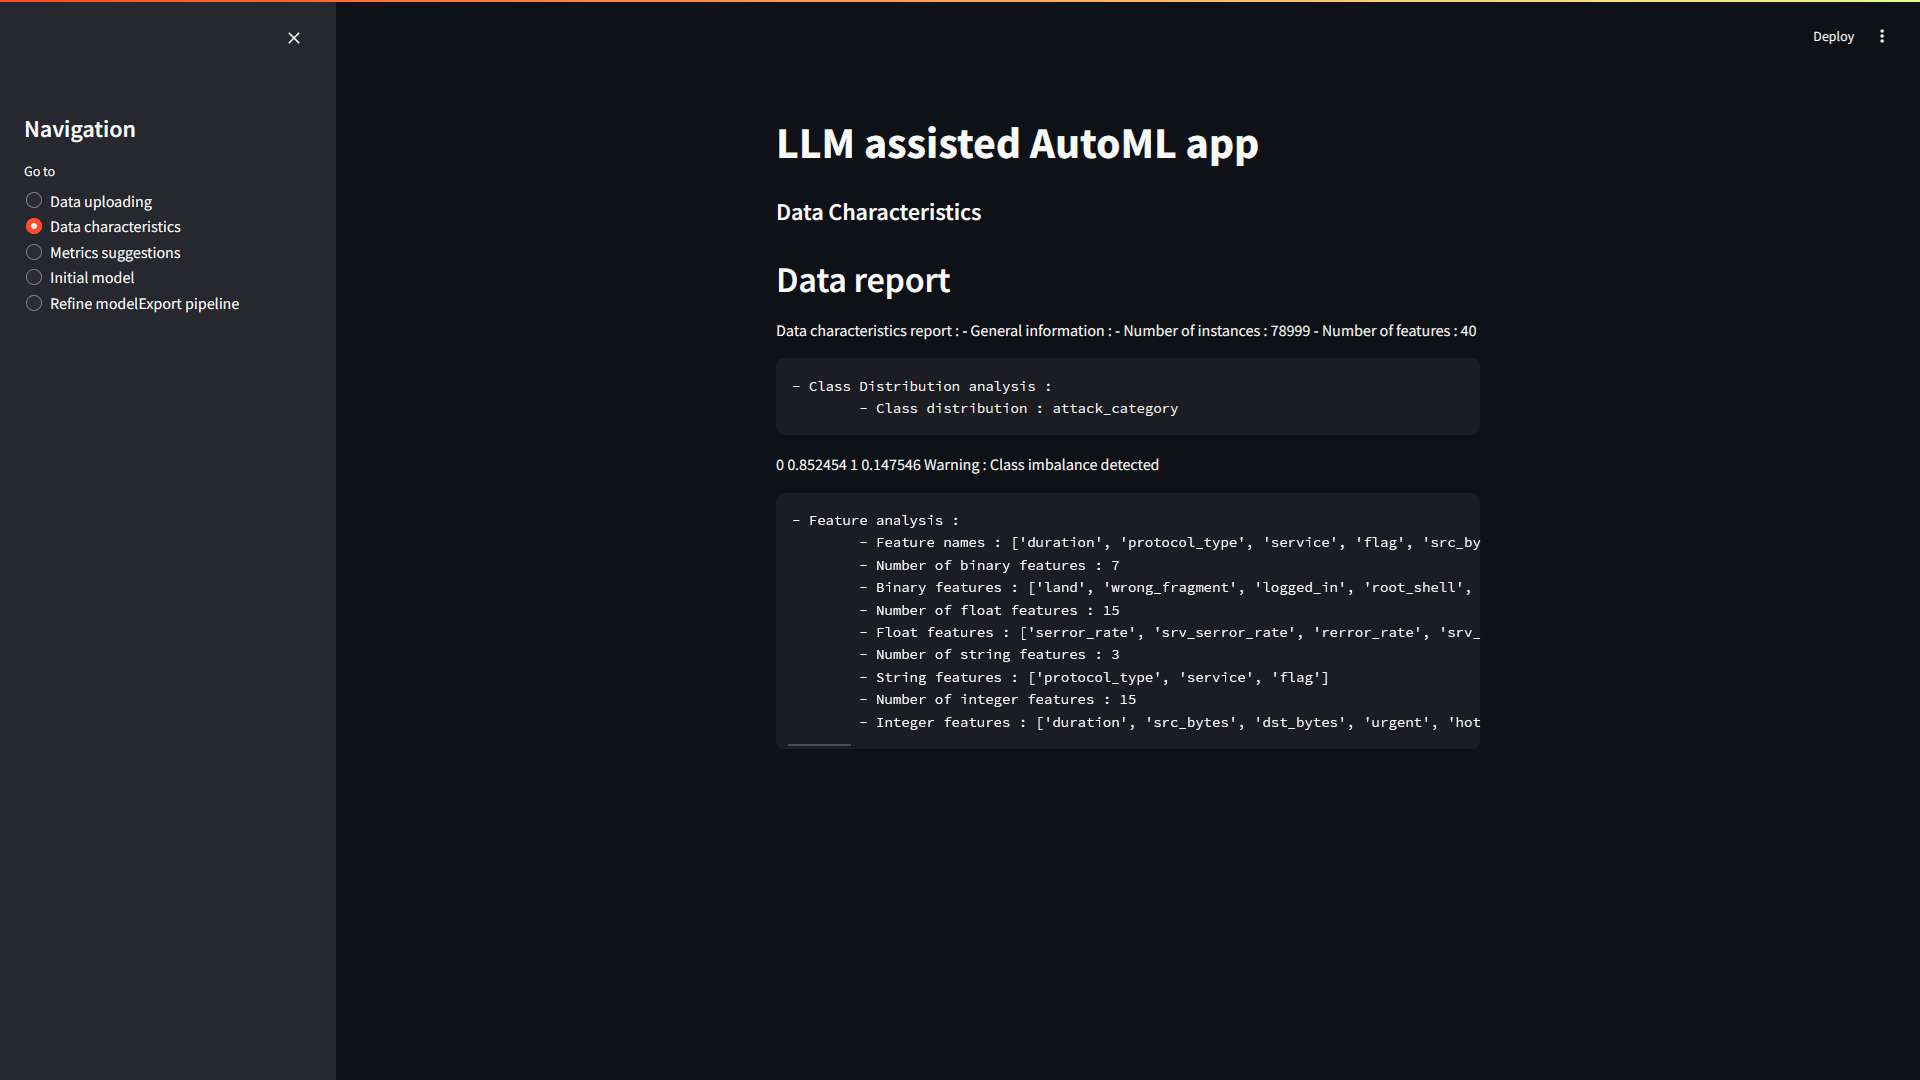 Deploy
Navigation
Go to
Data uploading
Data characteristics
Metrics suggestions
Initial model
Refine modelExport pipeline
LLM assisted AutoML app
Data Characteristics
Data report
Data characteristics report : - General information : - Number of instances : 78999 - Number of features : 40
- Class Distribution analysis :
- Class distribution : attack_category
0 0.852454 1 0.147546 Warning : Class imbalance detected
- Feature analysis :
- Feature names : ['duration', 'protocol_type', 'service', 'flag', 'src_by
- Number of binary features : 7
- Binary features : ['land', 'wrong_fragment', 'logged_in', 'root_shell',
- Number of float features : 15
- Float features : ['serror_rate', 'srv_serror_rate', 'rerror_rate', 'srv_
- Number of string features : 3
- String features : ['protocol_type', 'service', 'flag']
- Number of integer features : 15
- Integer features : ['duration', 'src_bytes', 'dst_bytes', 'urgent', 'hot